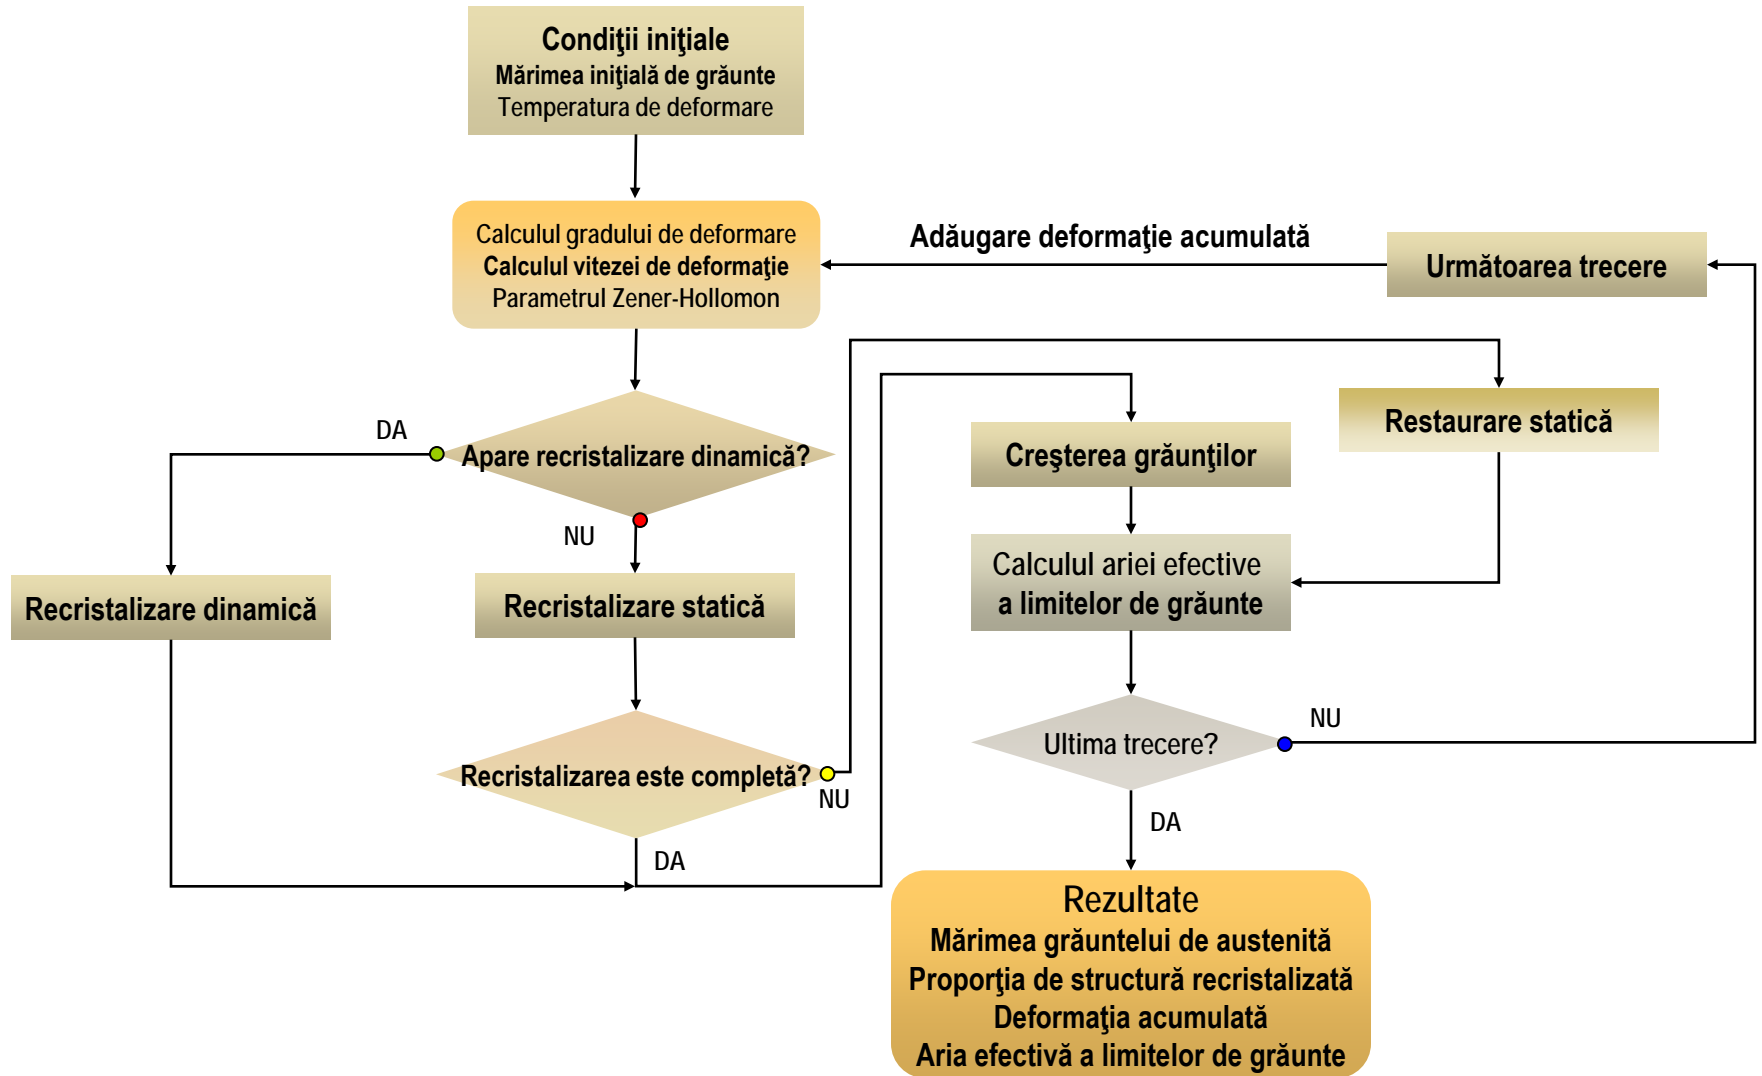 Condiţii iniţiale
Mărimea iniţială de grăunte
Temperatura de deformare
Calculul gradului de deformare
Calculul vitezei de deformaţie
Parametrul Zener-Hollomon
Adăugare deformaţie acumulată
Următoarea trecere
DA
Apare recristalizare dinamică?
NU
Recristalizare dinamică
Recristalizare statică
Recristalizarea este completă?
NU
DA
Creşterea grăunţilor
Restaurare statică
Calculul ariei efective
a limitelor de grăunte
Ultima trecere?
NU
DA
Rezultate
Mărimea grăuntelui de austenită
Proporţia de structură recristalizată
Deformaţia acumulată
Aria efectivă a limitelor de grăunte